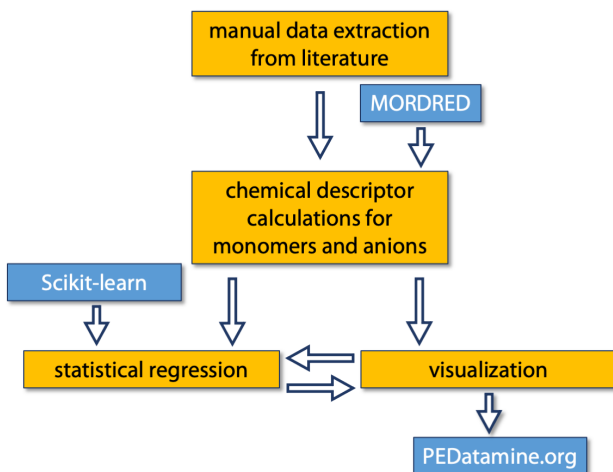 manual data extraction
from literature
MORDRED
chemical descriptor
calculations for
monomers and anions
Scikit-learn
statistical regression
visualization
PEDatamine.org